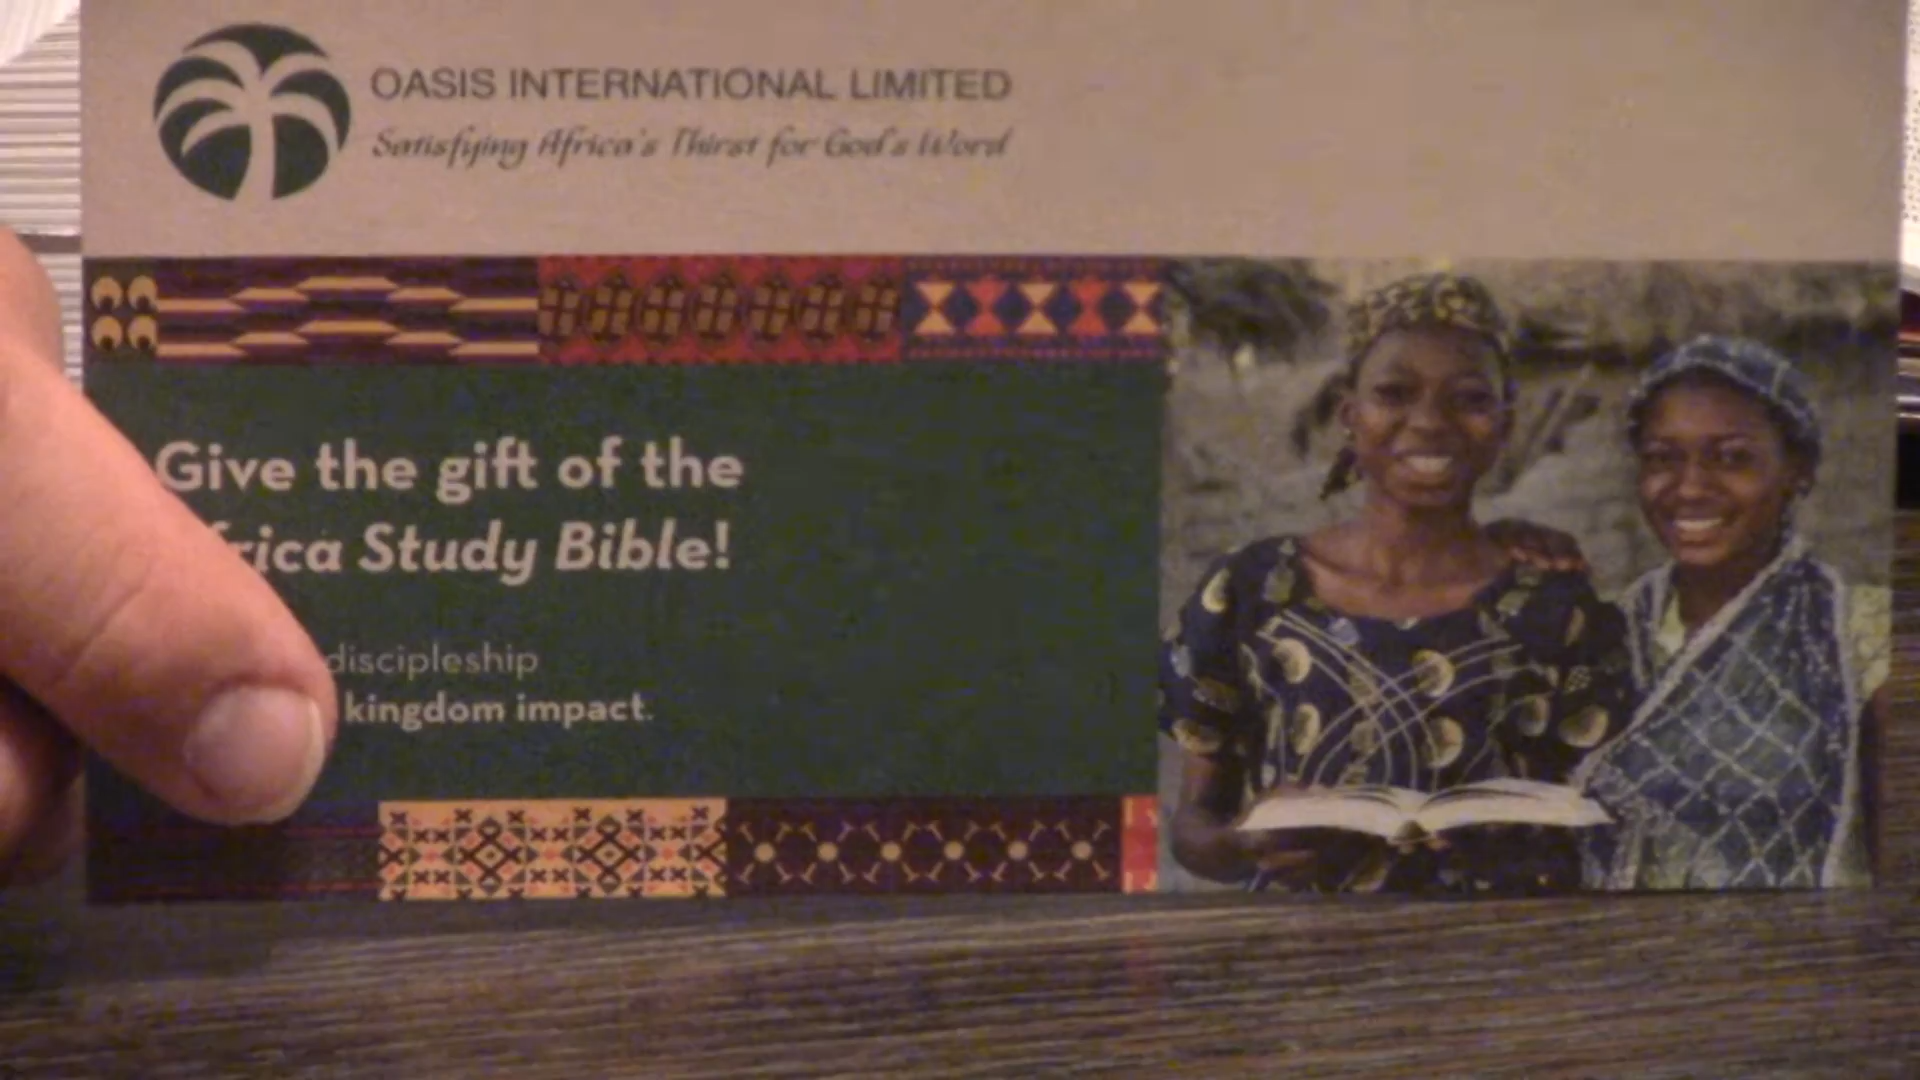 OASIS INTERNATIONAL LIMITED
Satisfying Africa's Thirst for God's Word
Give the gift of the
frica Study Bible!
discipleship
kingdom impact.